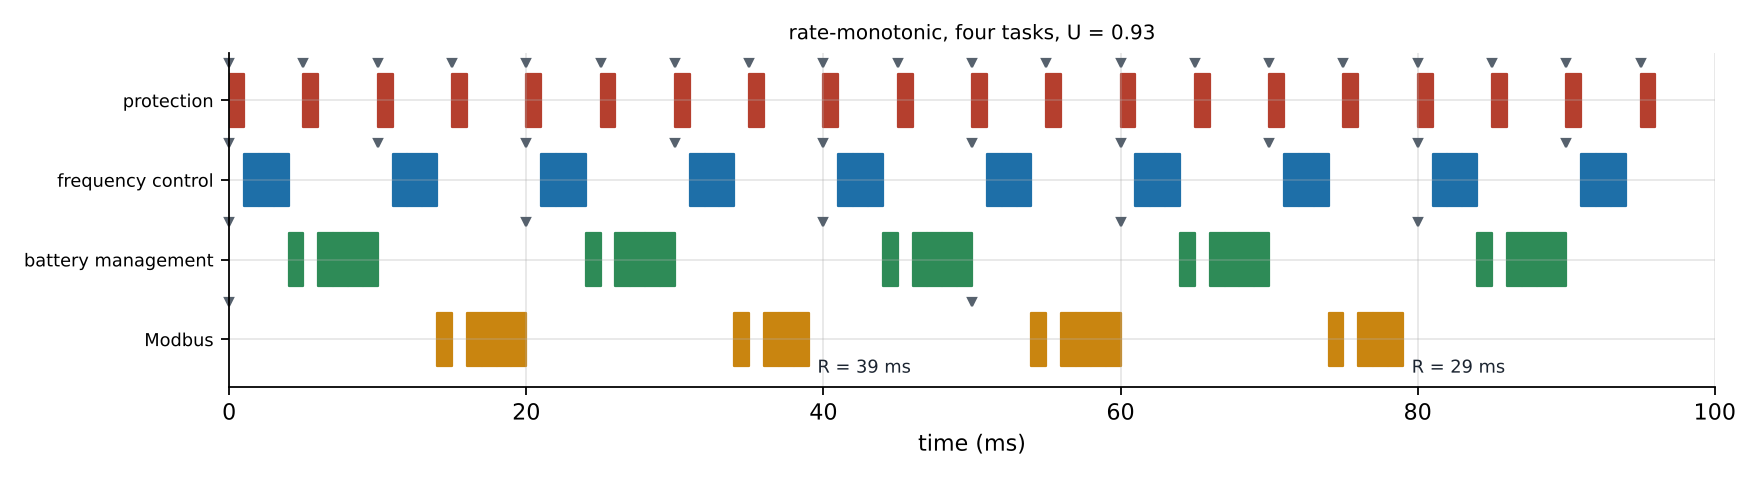 rate-monotonic, four tasks, U = 0.93
protection
frequency control
battery management
Modbus
R = 39 ms
R = 29 ms
0 20 40 60 80 100
time (ms)